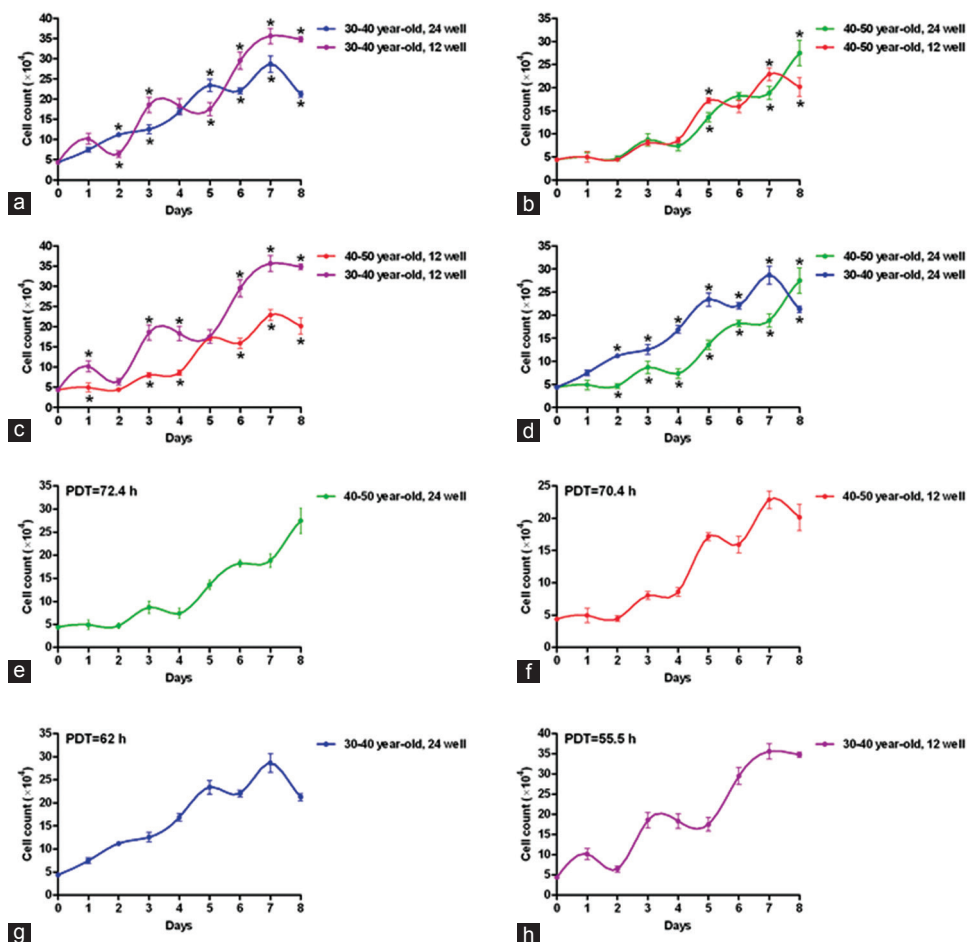 40
35
30
25
20
15
10
5
0
Cell count (×10⁴)
0 1 2 3 4 5 6 7 8
Days
* * * * * * * * * * * *
30-40 year-old, 24 well
30-40 year-old, 12 well
a
35
30
25
20
15
10
5
0
Cell count (×10⁴)
0 1 2 3 4 5 6 7 8
Days
* * * * * *
40-50 year-old, 24 well
40-50 year-old, 12 well
b
40
35
30
25
20
15
10
5
0
Cell count (×10⁴)
0 1 2 3 4 5 6 7 8
Days
* * * * * * * * * * * *
40-50 year-old, 12 well
30-40 year-old, 12 well
c
35
30
25
20
15
10
5
0
Cell count (×10⁴)
0 1 2 3 4 5 6 7 8
Days
* * * * * * * * * * * * * *
40-50 year-old, 24 well
30-40 year-old, 24 well
d
35
30
25
20
15
10
5
0
Cell count (×10⁴)
PDT=72.4 h
0 1 2 3 4 5 6 7 8
Days
40-50 year-old, 24 well
e
25
20
15
10
5
0
Cell count (×10⁴)
PDT=70.4 h
0 1 2 3 4 5 6 7 8
Days
40-50 year-old, 12 well
f
35
30
25
20
15
10
5
0
Cell count (×10⁴)
PDT=62 h
0 1 2 3 4 5 6 7 8
Days
30-40 year-old, 24 well
g
40
35
30
25
20
15
10
5
0
Cell count (×10⁴)
PDT=55.5 h
0 1 2 3 4 5 6 7 8
Days
30-40 year-old, 12 well
h